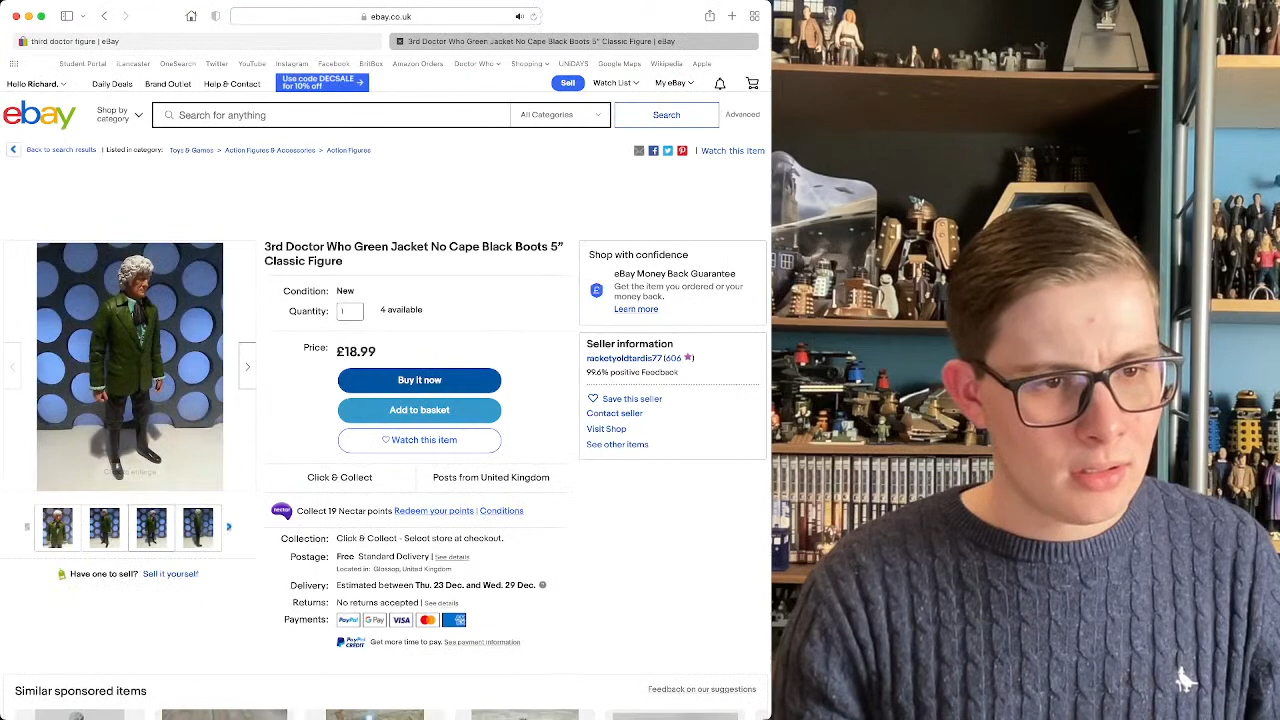 ebay.co.uk
third doctor figure | eBay
3rd Doctor Who Green Jacket No Cape Black Boots 5" Classic Figure | eBay
Student Portal iLancaster OneSearch Twitter YouTube Instagram Facebook BritBox Amazon Orders Doctor Who Shopping UNiDAYS Google Maps Wikipedia Apple
Hello Richard. Daily Deals Brand Outlet Help & Contact Use code DECSALE for 10% off Sell Watch List My eBay
ebay Shop by category Search for anything All Categories Search Advanced
Back to search results | Listed in category: Toys & Games > Action Figures & Accessories > Action Figures | Watch this item
3rd Doctor Who Green Jacket No Cape Black Boots 5”
Classic Figure
Condition: New
Quantity: 1 4 available
Price: £18.99
Buy It now
Add to basket
Watch this item
Click & Collect Posts from United Kingdom
nectar Collect 19 Nectar points Redeem your points | Conditions
Collection: Click & Collect - Select store at checkout.
Postage: Free Standard Delivery | See details
Located in: Glossop, United Kingdom
Delivery: Estimated between Thu. 23 Dec. and Wed. 29 Dec.
Returns: No returns accepted | See details
Payments: PayPal G Pay VISA
PayPal CREDIT Get more time to pay. See payment information
Click to enlarge
Have one to sell? Sell it yourself
Shop with confidence
eBay Money Back Guarantee
Get the item you ordered or your
money back.
Learn more
Seller information
racketyoldtardis77 (606)
99.6% positive Feedback
Save this seller
Contact seller
Visit Shop
See other items
Similar sponsored items
Feedback on our suggestions